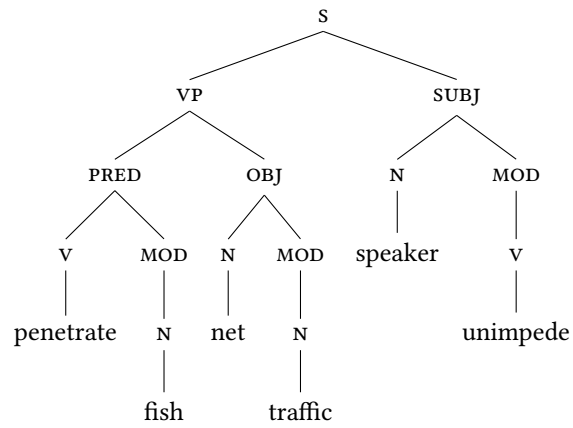 S
VP SUBJ
PRED OBJ N MOD
V MOD N MOD speaker V
penetrate N net N unimpede
fish traffic